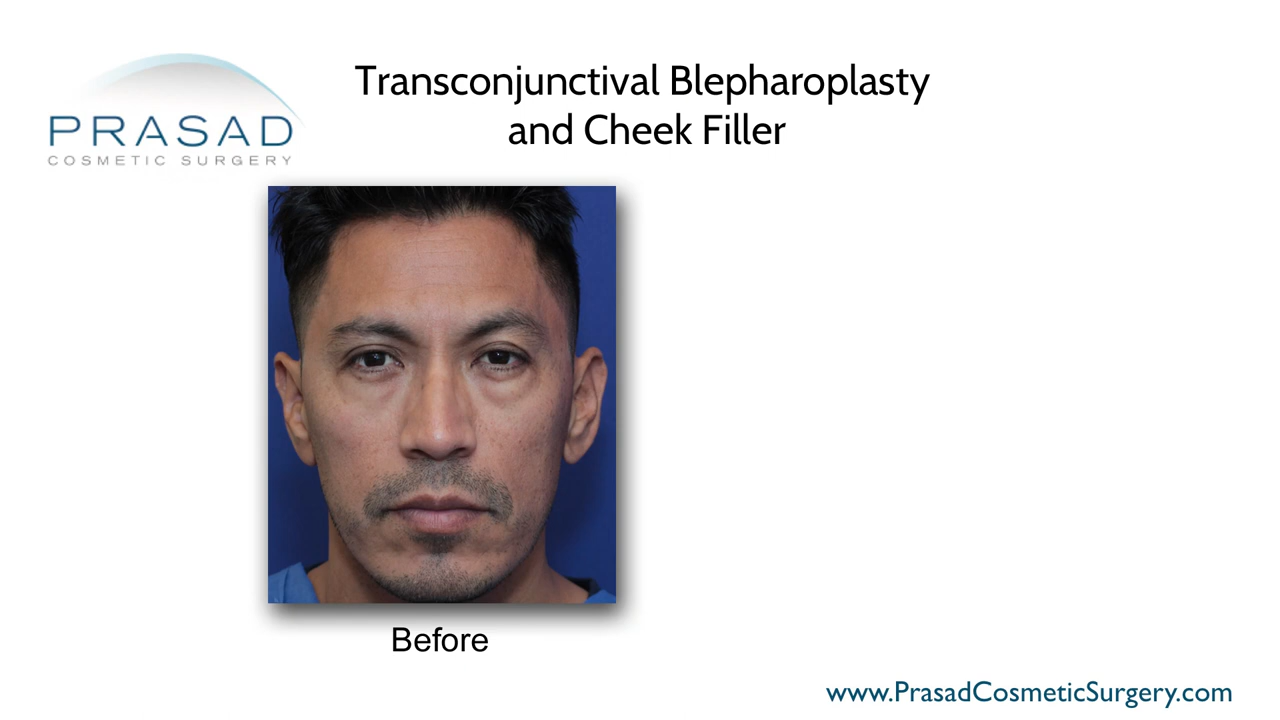 PRASAD
COSMETIC SURGERY
Transconjunctival Blepharoplasty
and Cheek Filler
Before
www.PrasadCosmeticSurgery.com